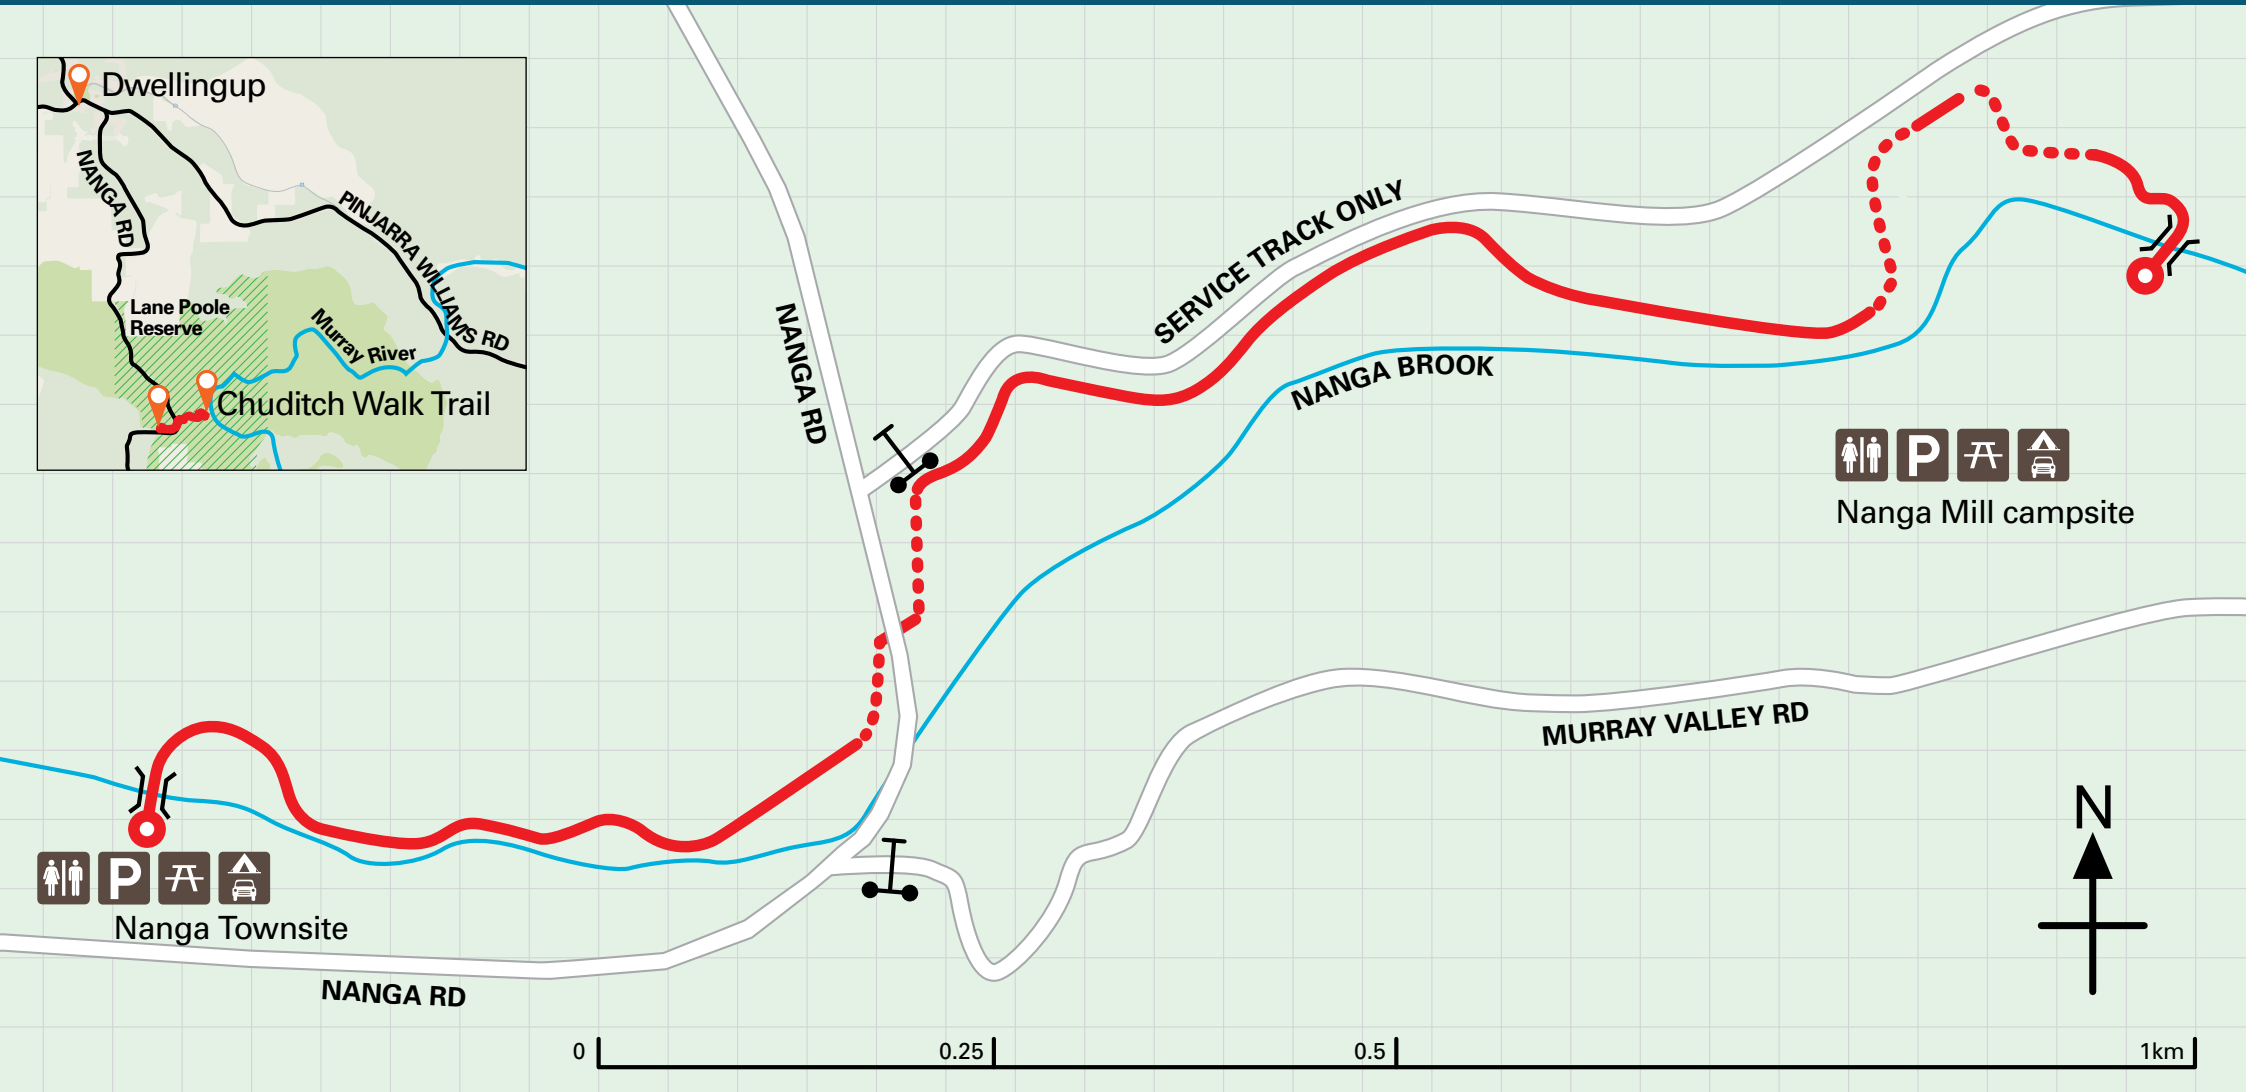 Dwellingup
NANGA RD
PINJARRA WILLIAMS RD
Lane Poole
Reserve
Murray River
Chuditch Walk Trail
SERVICE TRACK ONLY
NANGA RD
NANGA BROOK
P
Nanga Mill campsite
MURRAY VALLEY RD
N
P
Nanga Townsite
NANGA RD
0
0.25
0.5
1km